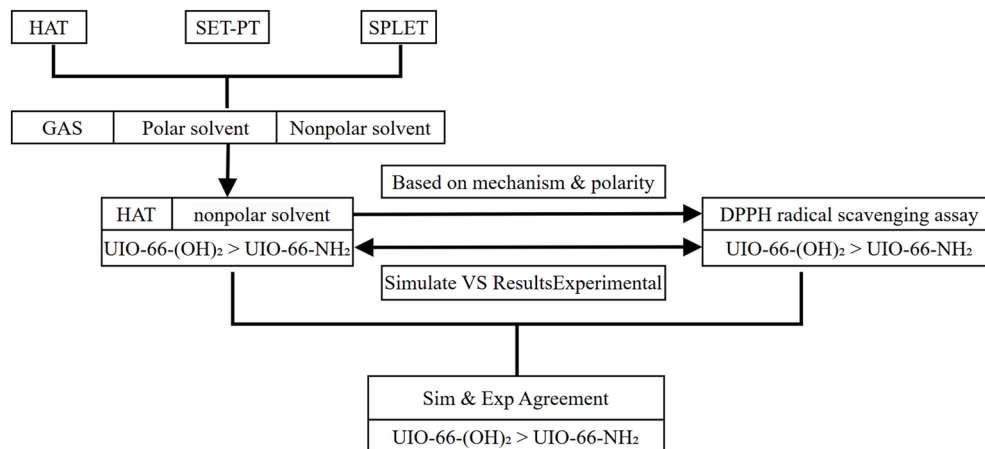 HAT
SET-PT
SPLET
GAS
Polar solvent
Nonpolar solvent
Based on mechanism & polarity
HAT
nonpolar solvent
DPPH radical scavenging assay
UIO-66-(OH)₂ > UIO-66-NH₂
UIO-66-(OH)₂ > UIO-66-NH₂
Simulate VS ResultsExperimental
Sim & Exp Agreement
UIO-66-(OH)₂ > UIO-66-NH₂